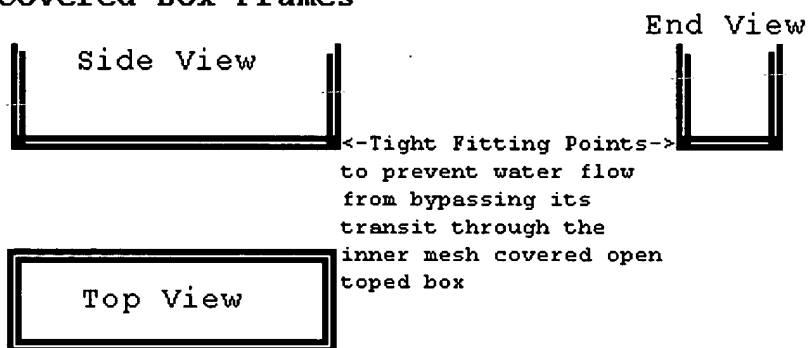 Covered Box Frames
End View
Side View
<-Tight Fitting Points->
to prevent water flow
from bypassing its
transit through the
inner mesh covered open
toped box
Top View